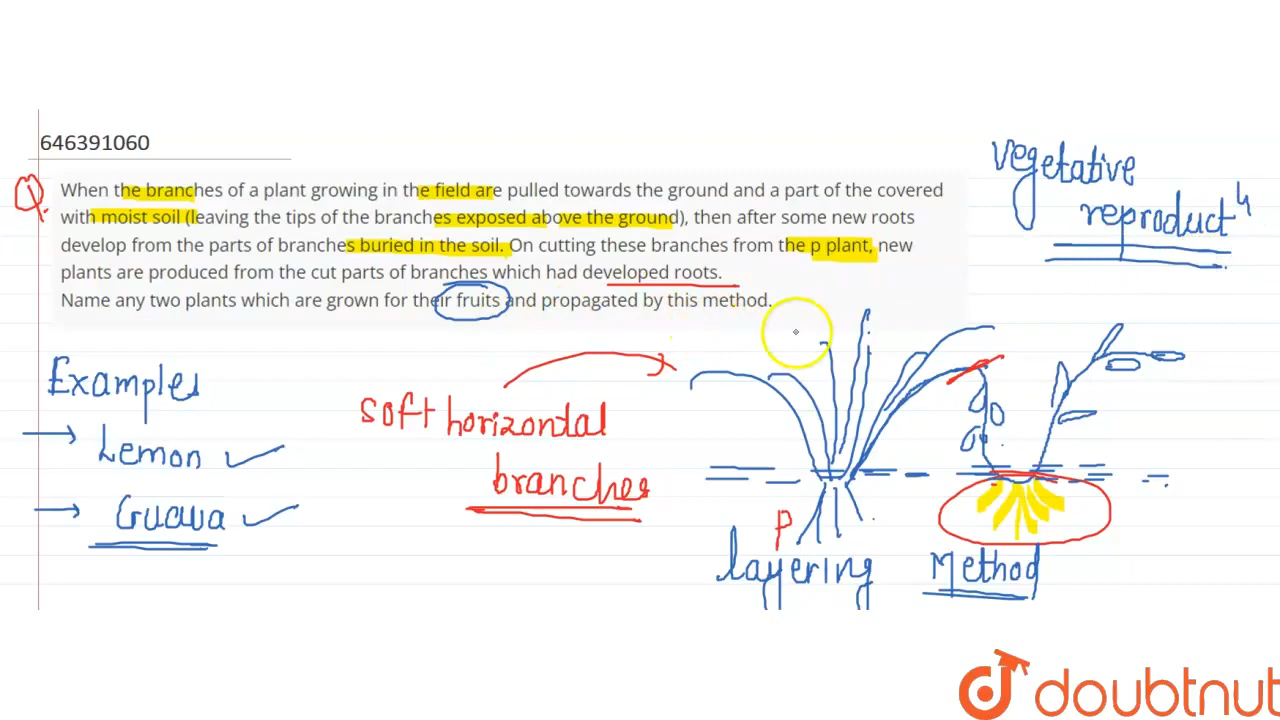 646391060
Q.
When the branches of a plant growing in the field are pulled towards the ground and a part of the covered
with moist soil (leaving the tips of the branches exposed above the ground), then after some new roots
develop from the parts of branches buried in the soil. On cutting these branches from the p plant, new
plants are produced from the cut parts of branches which had developed roots.
Name any two plants which are grown for their fruits and propagated by this method.
Vegetative
reproductn
Examples
→ Lemon ✓
→ Guava ✓
soft horizontal
branches
P
layering Method
doubtnut